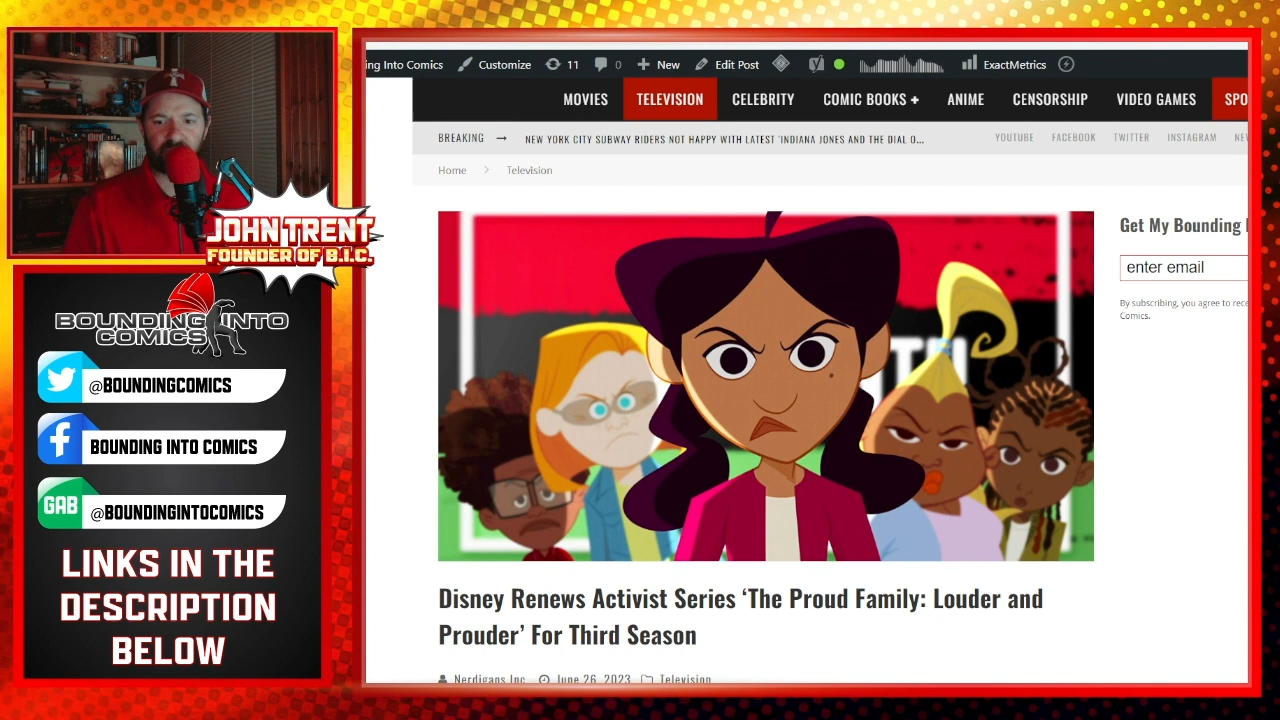 ing Into Comics Customize 11 0 New Edit Post ExactMetrics
MOVIES TELEVISION CELEBRITY COMIC BOOKS + ANIME CENSORSHIP VIDEO GAMES SPO
BREAKING → NEW YORK CITY SUBWAY RIDERS NOT HAPPY WITH LATEST 'INDIANA JONES AND THE DIAL O... YOUTUBE FACEBOOK TWITTER INSTAGRAM NE
Home > Television
JOHN TRENT
FOUNDER OF B.I.C.
Get My Bounding
enter email
By subscribing, you agree to rece
Comics.
BOUNDING INTO
COMICS
@BOUNDINGCOMICS
BOUNDING INTO COMICS
GAB @BOUNDINGINTOCOMICS
LINKS IN THE
DESCRIPTION
BELOW
Disney Renews Activist Series ‘The Proud Family: Louder and
Prouder’ For Third Season
Nerdigans Inc June 26, 2023 Television